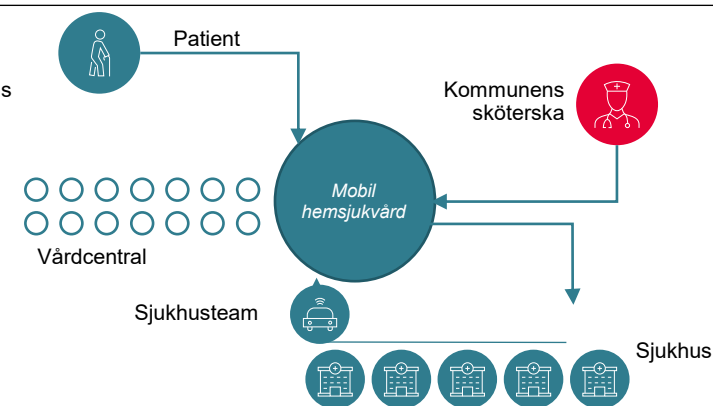 Patient
s
Kommunens
sköterska
Mobil
hemsjukvård
Vårdcentral
Sjukhusteam
Sjukhus